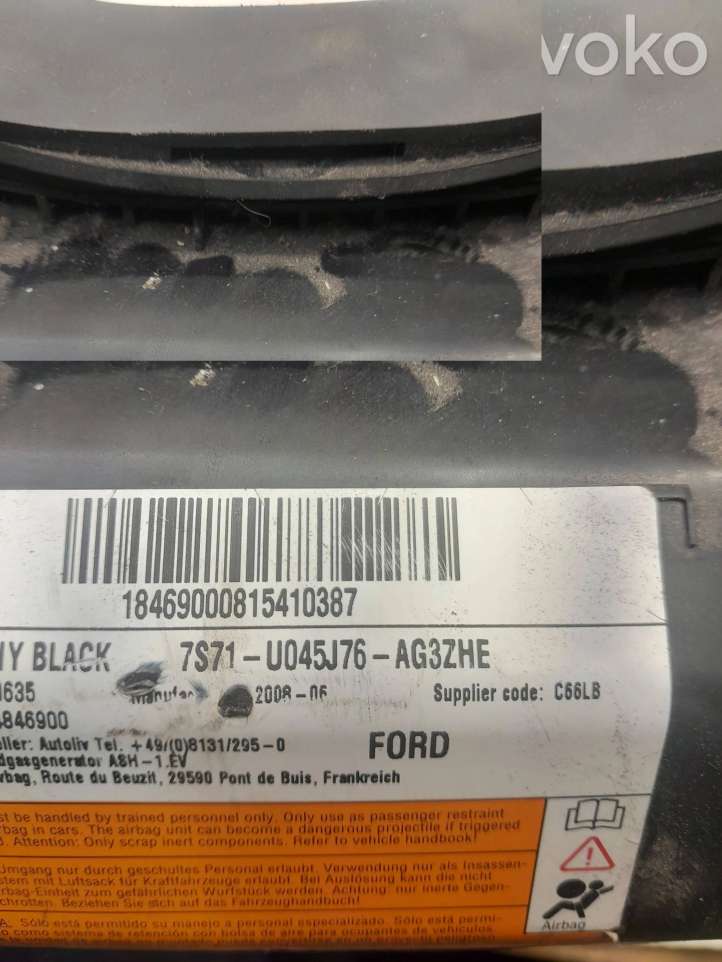 voko
18469000815410387
NY BLACK 7S71-U045J76-AG3ZHE
635 Manufac 2008-06 Supplier code: C66LB
846900
ller: Autoliv Tel. +49/(0)8131/295-0 FORD
dgasgenerator ASH-1.EV
rbag, Route du Beuzit, 29590 Pont de Buis, Frankreich
st be handled by trained personnel only. Only use as passenger restraint
rbag in cars. The airbag unit can become a dangerous projectile if triggered
d. Attention: Only scrap inert components. Refer to vehicle handbook!
Umgang nur durch geschultes Personal erlaubt. Verwendung nur als Insassen-
stem mit Luftsack für Kraftfahrzeuge erlaubt. Bei Auslösung kann die nicht
rbag-Einheit zum gefährlichen Wurfstück werden. Achtung: nur inerte Gegen-
chrotten. Beziehen Sie sich auf das Fahrzeughandbuch!
A. Sólo está permitido su manejo a personal especializado. Sólo está permi-
como sistema de retención con bolsa de aire para ocupantes de vehículos
Airbag